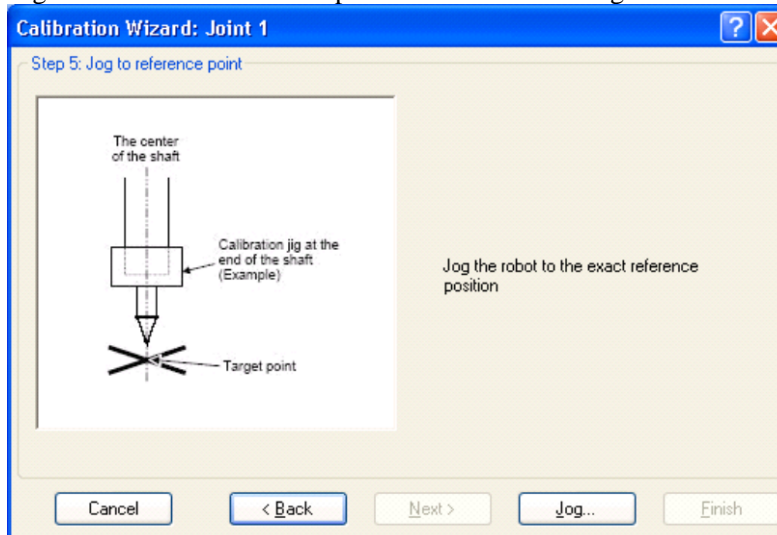 Calibration Wizard: Joint 1
Step 5: Jog to reference point
The center
of the shaft
Calibration jig at the
end of the shaft
(Example)
Target point
Jog the robot to the exact reference
position
Cancel
< Back
Next >
Jog...
Finish